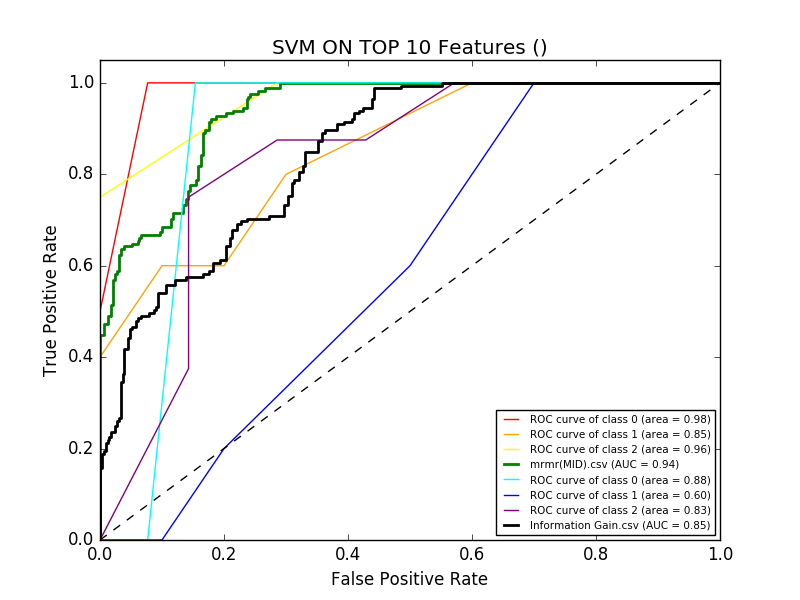 SVM ON TOP 10 Features ()
1.0
0.8
0.6
0.4
0.2
0.0
True Positive Rate
0.0 0.2 0.4 0.6 0.8 1.0
False Positive Rate
ROC curve of class 0 (area = 0.98)
ROC curve of class 1 (area = 0.85)
ROC curve of class 2 (area = 0.96)
mrmr(MID).csv (AUC = 0.94)
ROC curve of class 0 (area = 0.88)
ROC curve of class 1 (area = 0.60)
ROC curve of class 2 (area = 0.83)
Information Gain.csv (AUC = 0.85)